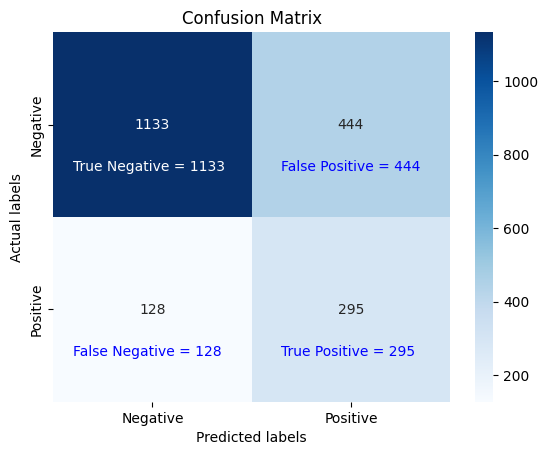 Confusion Matrix
Actual labels
Negative
1133
444
True Negative = 1133
False Positive = 444
Positive
128
295
False Negative = 128
True Positive = 295
Negative
Positive
Predicted labels
1000
800
600
400
200